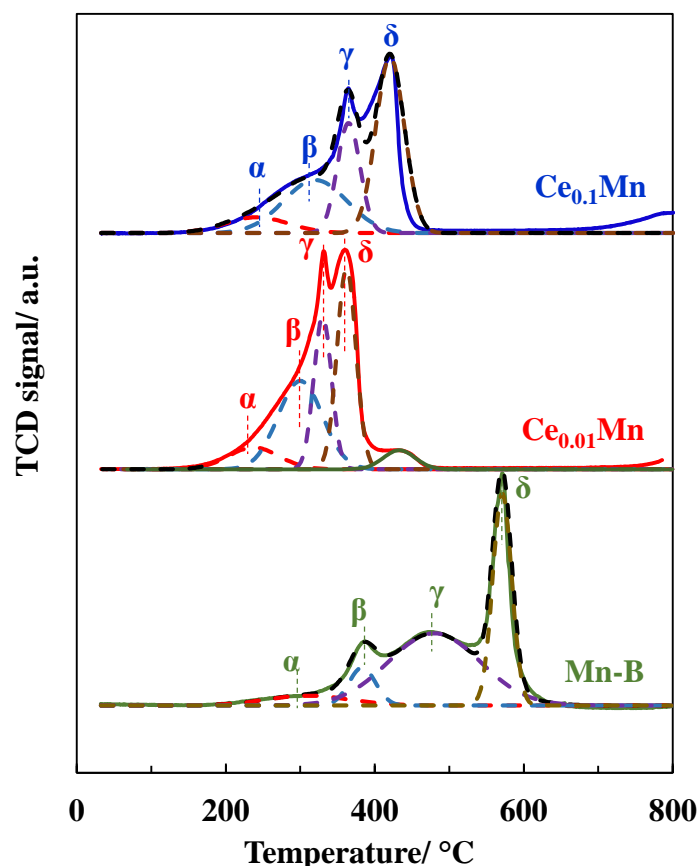 δ
γ
β
α
Ce₀.₁Mn
γ
δ
β
α
Ce₀.₀₁Mn
δ
γ
β
α
Mn-B
TCD signal/ a.u.
0 200 400 600 800
Temperature/ °C